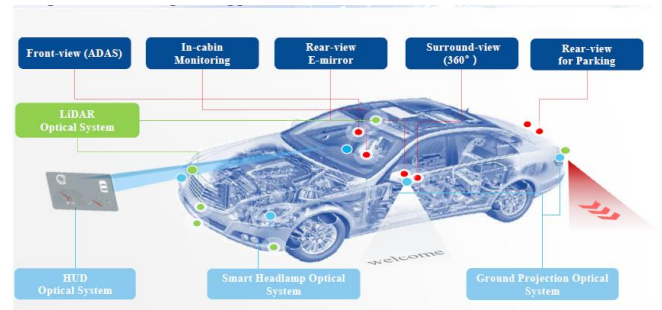 Front-view (ADAS)
In-cabin
Monitoring
Rear-view
E-mirror
Surround-view
(360°)
Rear-view
for Parking
LiDAR
Optical System
welcome
HUD
Optical System
Smart Headlamp Optical
System
Ground Projection Optical
System